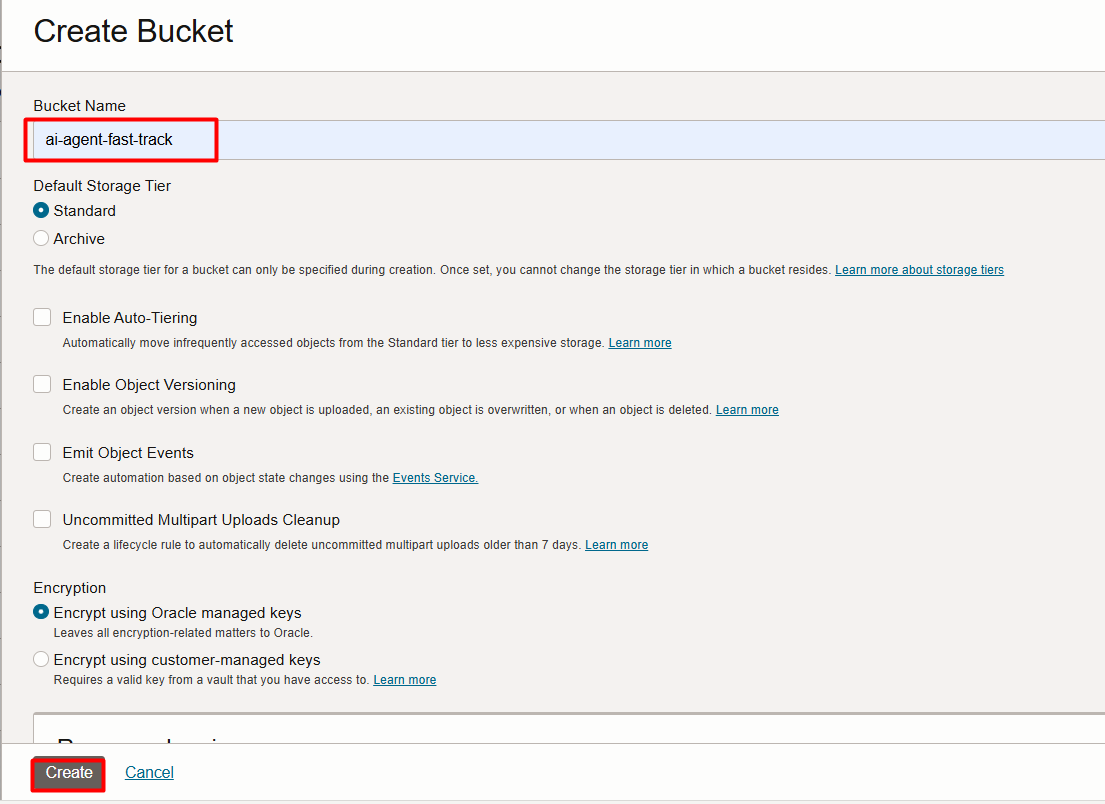 Create Bucket
Bucket Name
ai-agent-fast-track
Default Storage Tier
Standard
Archive
The default storage tier for a bucket can only be specified during creation. Once set, you cannot change the storage tier in which a bucket resides. Learn more about storage tiers
Enable Auto-Tiering
Automatically move infrequently accessed objects from the Standard tier to less expensive storage. Learn more
Enable Object Versioning
Create an object version when a new object is uploaded, an existing object is overwritten, or when an object is deleted. Learn more
Emit Object Events
Create automation based on object state changes using the Events Service.
Uncommitted Multipart Uploads Cleanup
Create a lifecycle rule to automatically delete uncommitted multipart uploads older than 7 days. Learn more
Encryption
Encrypt using Oracle managed keys
Leaves all encryption-related matters to Oracle.
Encrypt using customer-managed keys
Requires a valid key from a vault that you have access to. Learn more
Create Cancel